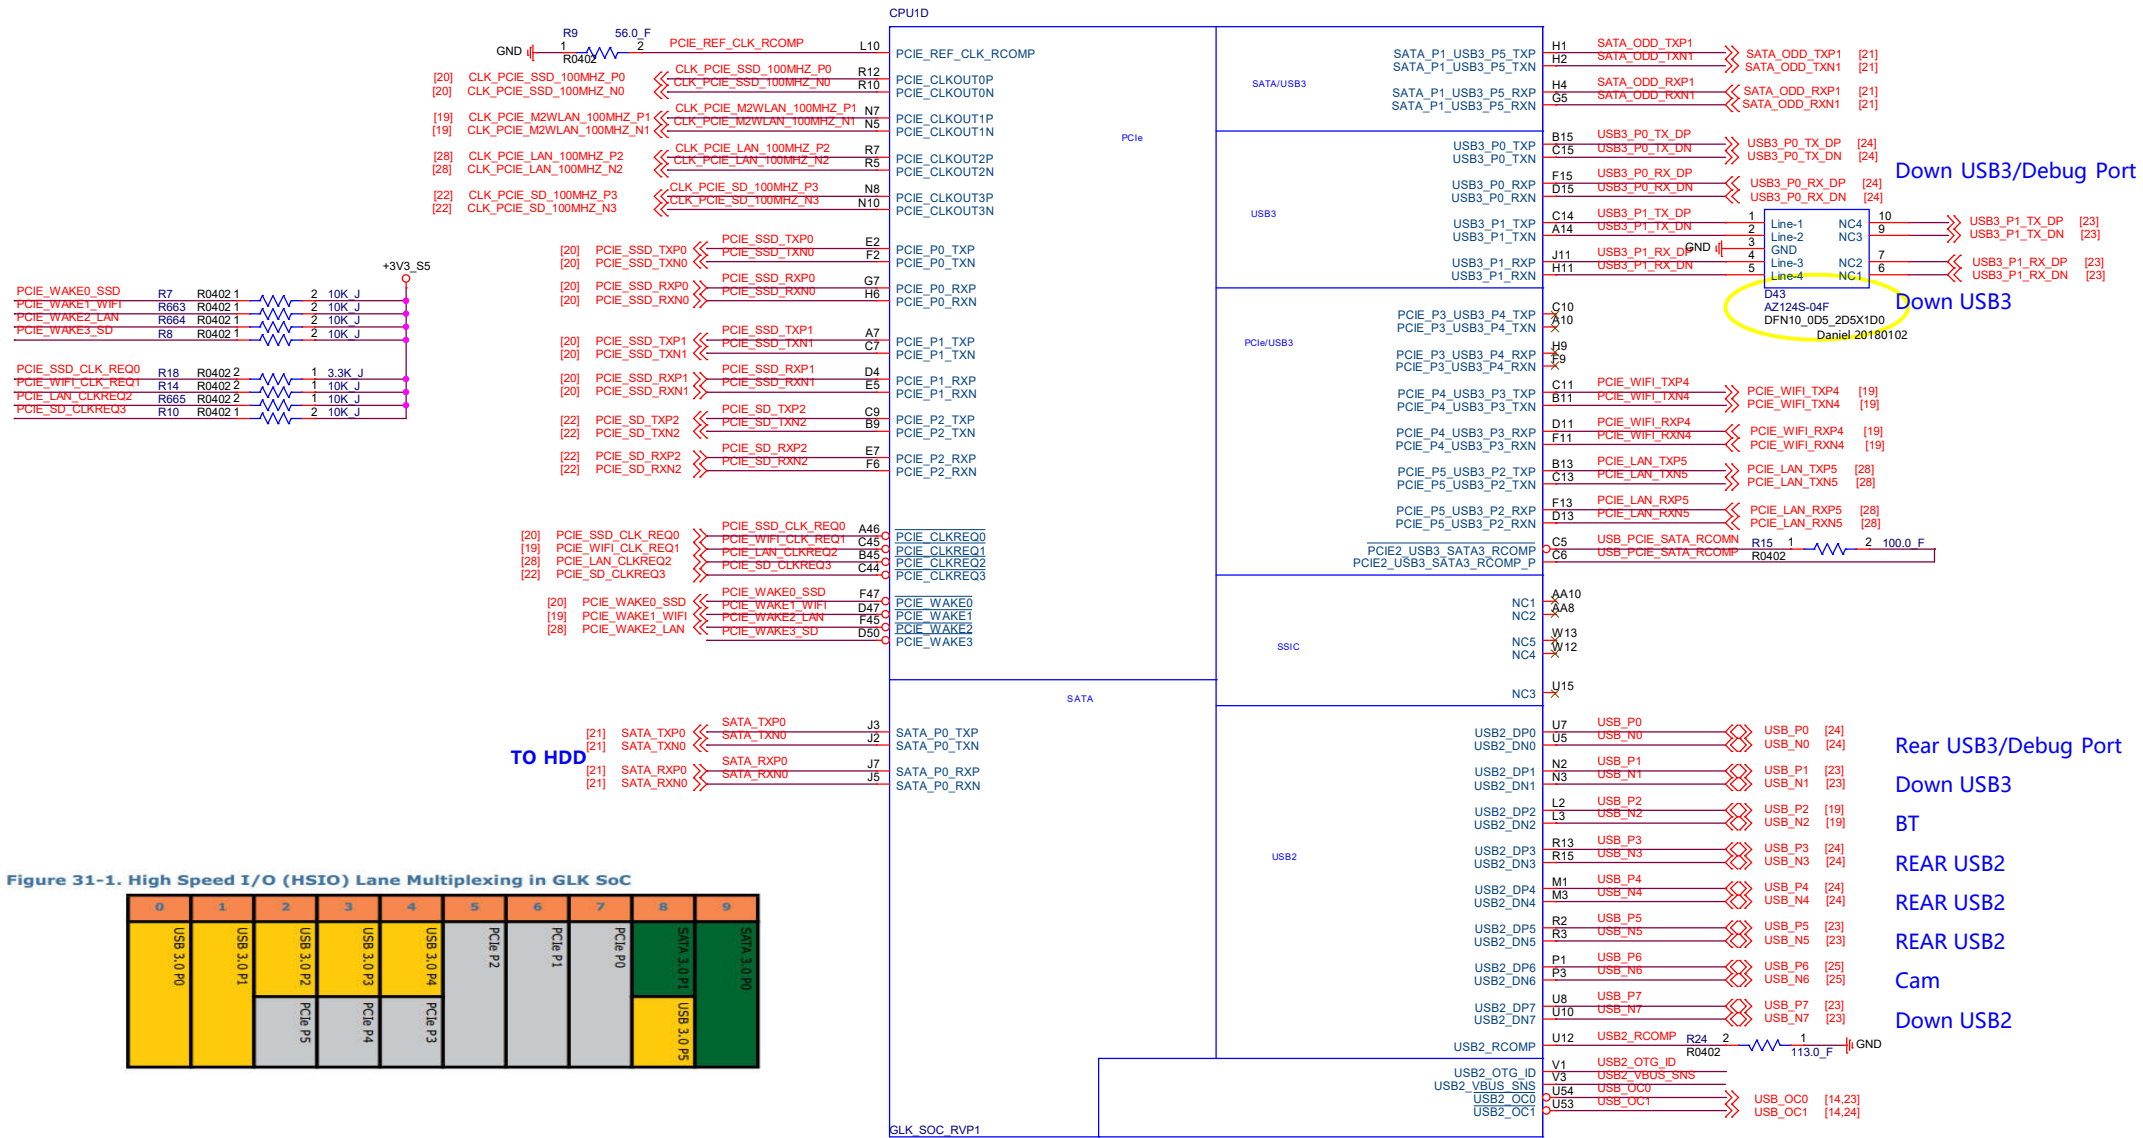 CPU1D
R9 56.0_F
GND 1 2 PCIE_REF_CLK_RCOMP L10 PCIE_REF_CLK_RCOMP
R0402
[20] CLK_PCIE_SSD_100MHZ_P0 CLK_PCIE_SSD_100MHZ_P0 R12 PCIE_CLKOUT0P
[20] CLK_PCIE_SSD_100MHZ_N0 CLK_PCIE_SSD_100MHZ_N0 R10 PCIE_CLKOUT0N
[19] CLK_PCIE_M2WLAN_100MHZ_P1 CLK_PCIE_M2WLAN_100MHZ_P1 N7 PCIE_CLKOUT1P
[19] CLK_PCIE_M2WLAN_100MHZ_N1 CLK_PCIE_M2WLAN_100MHZ_N1 N5 PCIE_CLKOUT1N
[28] CLK_PCIE_LAN_100MHZ_P2 CLK_PCIE_LAN_100MHZ_P2 R7 PCIE_CLKOUT2P
[28] CLK_PCIE_LAN_100MHZ_N2 CLK_PCIE_LAN_100MHZ_N2 R5 PCIE_CLKOUT2N
[22] CLK_PCIE_SD_100MHZ_P3 CLK_PCIE_SD_100MHZ_P3 N8 PCIE_CLKOUT3P
[22] CLK_PCIE_SD_100MHZ_N3 CLK_PCIE_SD_100MHZ_N3 N10 PCIE_CLKOUT3N
[20] PCIE_SSD_TXP0 PCIE_SSD_TXP0 E2 PCIE_P0_TXP
[20] PCIE_SSD_TXN0 PCIE_SSD_TXN0 F2 PCIE_P0_TXN
[20] PCIE_SSD_RXP0 PCIE_SSD_RXP0 G7 PCIE_P0_RXP
[20] PCIE_SSD_RXN0 PCIE_SSD_RXN0 H6 PCIE_P0_RXN
[20] PCIE_SSD_TXP1 PCIE_SSD_TXP1 A7 PCIE_P1_TXP
[20] PCIE_SSD_TXN1 PCIE_SSD_TXN1 C7 PCIE_P1_TXN
[20] PCIE_SSD_RXP1 PCIE_SSD_RXP1 D4 PCIE_P1_RXP
[20] PCIE_SSD_RXN1 PCIE_SSD_RXN1 E5 PCIE_P1_RXN
[22] PCIE_SD_TXP2 PCIE_SD_TXP2 C9 PCIE_P2_TXP
[22] PCIE_SD_TXN2 PCIE_SD_TXN2 B9 PCIE_P2_TXN
[22] PCIE_SD_RXP2 PCIE_SD_RXP2 E7 PCIE_P2_RXP
[22] PCIE_SD_RXN2 PCIE_SD_RXN2 F6 PCIE_P2_RXN
[20] PCIE_SSD_CLK_REQ0 PCIE_SSD_CLK_REQ0 A46 PCIE_CLKREQ0
[19] PCIE_WIFI_CLK_REQ1 PCIE_WIFI_CLK_REQ1 C45 PCIE_CLKREQ1
[28] PCIE_LAN_CLKREQ2 PCIE_LAN_CLKREQ2 B45 PCIE_CLKREQ2
[22] PCIE_SD_CLKREQ3 PCIE_SD_CLKREQ3 C44 PCIE_CLKREQ3
[20] PCIE_WAKE0_SSD PCIE_WAKE0_SSD F47 PCIE_WAKE0
[19] PCIE_WAKE1_WIFI PCIE_WAKE1_WIFI D47 PCIE_WAKE1
[28] PCIE_WAKE2_LAN PCIE_WAKE2_LAN F45 PCIE_WAKE2
PCIE_WAKE3_SD D50 PCIE_WAKE3
PCIe
SATA
TO HDD
[21] SATA_TXP0 SATA_TXP0 J3 SATA_P0_TXP
[21] SATA_TXN0 SATA_TXN0 J2 SATA_P0_TXN
[21] SATA_RXP0 SATA_RXP0 J7 SATA_P0_RXP
[21] SATA_RXN0 SATA_RXN0 J5 SATA_P0_RXN
+3V3_S5
PCIE_WAKE0_SSD R7 R0402 1 2 10K_J
PCIE_WAKE1_WIFI R663 R0402 1 2 10K_J
PCIE_WAKE2_LAN R664 R0402 1 2 10K_J
PCIE_WAKE3_SD R8 R0402 1 2 10K_J
PCIE_SSD_CLK_REQ0 R18 R0402 2 1 3.3K_J
PCIE_WIFI_CLK_REQ1 R14 R0402 2 1 10K_J
PCIE_LAN_CLKREQ2 R665 R0402 2 1 10K_J
PCIE_SD_CLKREQ3 R10 R0402 1 2 10K_J
SATA/USB3
SATA_P1_USB3_P5_TXP H1 SATA_ODD_TXP1 SATA_ODD_TXP1 [21]
SATA_P1_USB3_P5_TXN H2 SATA_ODD_TXN1 SATA_ODD_TXN1 [21]
SATA_P1_USB3_P5_RXP H4 SATA_ODD_RXP1 SATA_ODD_RXP1 [21]
SATA_P1_USB3_P5_RXN G5 SATA_ODD_RXN1 SATA_ODD_RXN1 [21]
USB3
USB3_P0_TXP B15 USB3_P0_TX_DP USB3_P0_TX_DP [24]
USB3_P0_TXN C15 USB3_P0_TX_DN USB3_P0_TX_DN [24]
Down USB3/Debug Port
USB3_P0_RXP F15 USB3_P0_RX_DP USB3_P0_RX_DP [24]
USB3_P0_RXN D15 USB3_P0_RX_DN USB3_P0_RX_DN [24]
USB3_P1_TXP C14 USB3_P1_TX_DP 1 Line-1 NC4 10 USB3_P1_TX_DP [23]
USB3_P1_TXN A14 USB3_P1_TX_DN 2 Line-2 NC3 9 USB3_P1_TX_DN [23]
GND 3 GND
USB3_P1_RXP J11 USB3_P1_RX_DP 4 Line-3 NC2 7 USB3_P1_RX_DP [23]
USB3_P1_RXN H11 USB3_P1_RX_DN 5 Line-4 NC1 6 USB3_P1_RX_DN [23]
D43
AZ124S-04F
DFN10_0D5_2D5X1D0
Daniel 20180102
Down USB3
PCIe/USB3
PCIE_P3_USB3_P4_TXP C10
PCIE_P3_USB3_P4_TXN A10
PCIE_P3_USB3_P4_RXP H9
PCIE_P3_USB3_P4_RXN F9
PCIE_P4_USB3_P3_TXP C11 PCIE_WIFI_TXP4 PCIE_WIFI_TXP4 [19]
PCIE_P4_USB3_P3_TXN B11 PCIE_WIFI_TXN4 PCIE_WIFI_TXN4 [19]
PCIE_P4_USB3_P3_RXP D11 PCIE_WIFI_RXP4 PCIE_WIFI_RXP4 [19]
PCIE_P4_USB3_P3_RXN F11 PCIE_WIFI_RXN4 PCIE_WIFI_RXN4 [19]
PCIE_P5_USB3_P2_TXP B13 PCIE_LAN_TXP5 PCIE_LAN_TXP5 [28]
PCIE_P5_USB3_P2_TXN C13 PCIE_LAN_TXN5 PCIE_LAN_TXN5 [28]
PCIE_P5_USB3_P2_RXP F13 PCIE_LAN_RXP5 PCIE_LAN_RXP5 [28]
PCIE_P5_USB3_P2_RXN D13 PCIE_LAN_RXN5 PCIE_LAN_RXN5 [28]
PCIE2_USB3_SATA3_RCOMP C5 USB_PCIE_SATA_RCOMN R15 1 2 100.0_F
PCIE2_USB3_SATA3_RCOMP_P C6 USB_PCIE_SATA_RCOMP R0402
SSIC
NC1 AA10
NC2 AA8
NC5 W13
NC4 W12
NC3 U15
USB2
USB2_DP0 U7 USB_P0 USB_P0 [24]
USB2_DN0 U5 USB_N0 USB_N0 [24]
Rear USB3/Debug Port
USB2_DP1 N2 USB_P1 USB_P1 [23]
USB2_DN1 N3 USB_N1 USB_N1 [23]
Down USB3
USB2_DP2 L2 USB_P2 USB_P2 [19]
USB2_DN2 L3 USB_N2 USB_N2 [19]
BT
USB2_DP3 R13 USB_P3 USB_P3 [24]
USB2_DN3 R15 USB_N3 USB_N3 [24]
REAR USB2
USB2_DP4 M1 USB_P4 USB_P4 [24]
USB2_DN4 M3 USB_N4 USB_N4 [24]
REAR USB2
USB2_DP5 R2 USB_P5 USB_P5 [23]
USB2_DN5 R3 USB_N5 USB_N5 [23]
REAR USB2
USB2_DP6 P1 USB_P6 USB_P6 [25]
USB2_DN6 P3 USB_N6 USB_N6 [25]
Cam
USB2_DP7 U8 USB_P7 USB_P7 [23]
USB2_DN7 U10 USB_N7 USB_N7 [23]
Down USB2
USB2_RCOMP U12 USB2_RCOMP R24 2 1 GND
R0402 113.0_F
USB2_OTG_ID V1 USB2_OTG_ID
USB2_VBUS_SNS V3 USB2_VBUS_SNS
USB2_OC0 U54 USB_OC0 USB_OC0 [14,23]
USB2_OC1 U53 USB_OC1 USB_OC1 [14,24]
GLK_SOC_RVP1
Figure 31-1. High Speed I/O (HSIO) Lane Multiplexing in GLK SoC
0 1 2 3 4 5 6 7 8 9
USB 3.0 P0
USB 3.0 P1
USB 3.0 P2
PCIe P5
USB 3.0 P3
PCIe P4
USB 3.0 P4
PCIe P3
PCIe P2
PCIe P1
PCIe P0
SATA 3.0 P1
USB 3.0 P5
SATA 3.0 P0